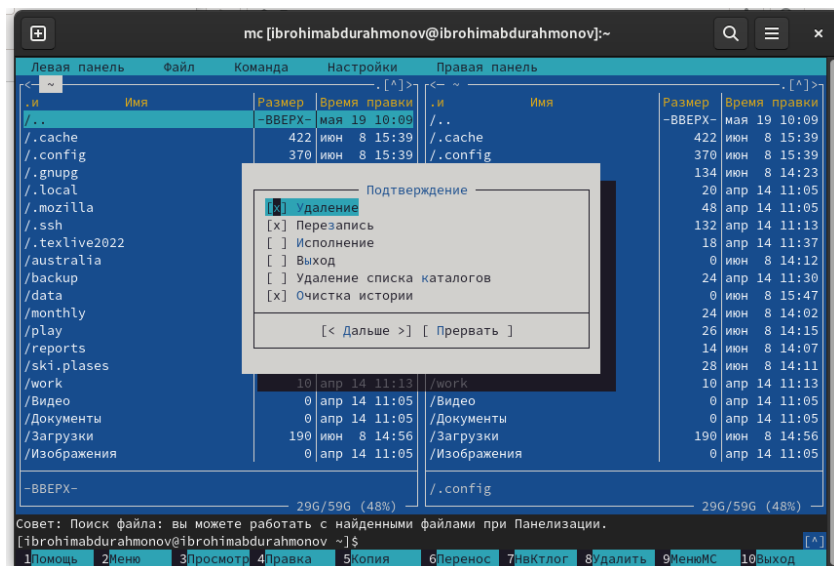 mc [ibrohimabdurahmonov@ibrohimabdurahmonov]:~
Левая панель Файл Команда Настройки Правая панель
<─ ~ .[^]> <─ ~ .[^]>
.и Имя Размер Время правки .и Имя Размер Время правки
/.. -ВВЕРХ- мая 19 10:09 /.. -ВВЕРХ- мая 19 10:09
/.cache 422 июн 8 15:39 /.cache 422 июн 8 15:39
/.config 370 июн 8 15:39 /.config 370 июн 8 15:39
/.gnupg 134 июн 8 14:23
/.local Подтверждение 20 апр 14 11:05
/.mozilla [x] Удаление 48 апр 14 11:05
/.ssh [x] Перезапись 132 апр 14 11:13
/.texlive2022 [ ] Исполнение 18 апр 14 11:37
/australia [ ] Выход 0 июн 8 14:12
/backup [ ] Удаление списка каталогов 24 апр 14 11:30
/data [x] Очистка истории 0 июн 8 15:47
/monthly 24 июн 8 14:02
/play [< Дальше >] [ Прервать ] 26 июн 8 14:15
/reports 14 июн 8 14:07
/ski.plases 28 июн 8 14:11
/work 10 апр 14 11:13 /work 10 апр 14 11:13
/Видео 0 апр 14 11:05 /Видео 0 апр 14 11:05
/Документы 0 апр 14 11:05 /Документы 0 апр 14 11:05
/Загрузки 190 июн 8 14:56 /Загрузки 190 июн 8 14:56
/Изображения 0 апр 14 11:05 /Изображения 0 апр 14 11:05
-ВВЕРХ- /.config
29G/59G (48%) 29G/59G (48%)
Совет: Поиск файла: вы можете работать с найденными файлами при Панелизации.
[ibrohimabdurahmonov@ibrohimabdurahmonov ~]$ [^]
1Помощь 2Меню 3Просмотр 4Правка 5Копия 6Перенос 7НвКтлог 8Удалить 9МенюMC 10Выход